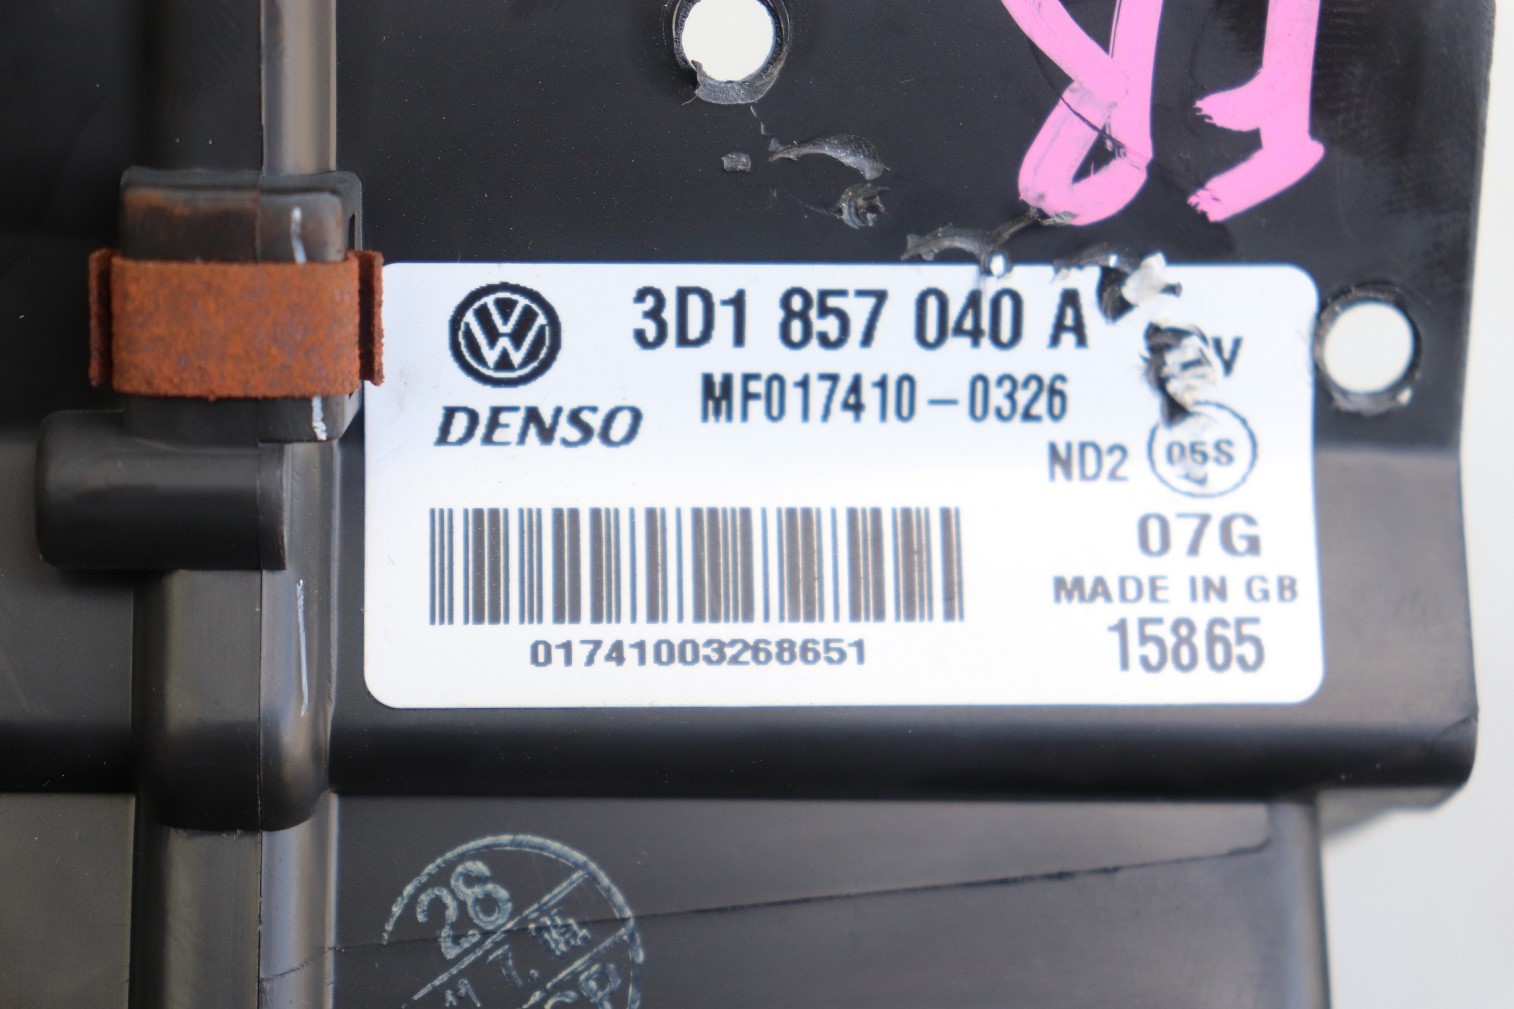 3D1 857 040 A
V
DENSO
MF017410-0326
ND2 05S
07G
MADE IN GB
01741003268651
15865
28